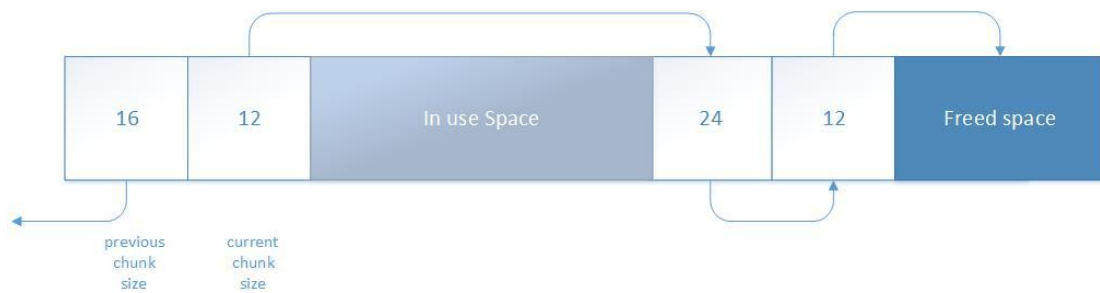 16 12 In use Space 24 12 Freed space
previous current
chunk chunk
size size